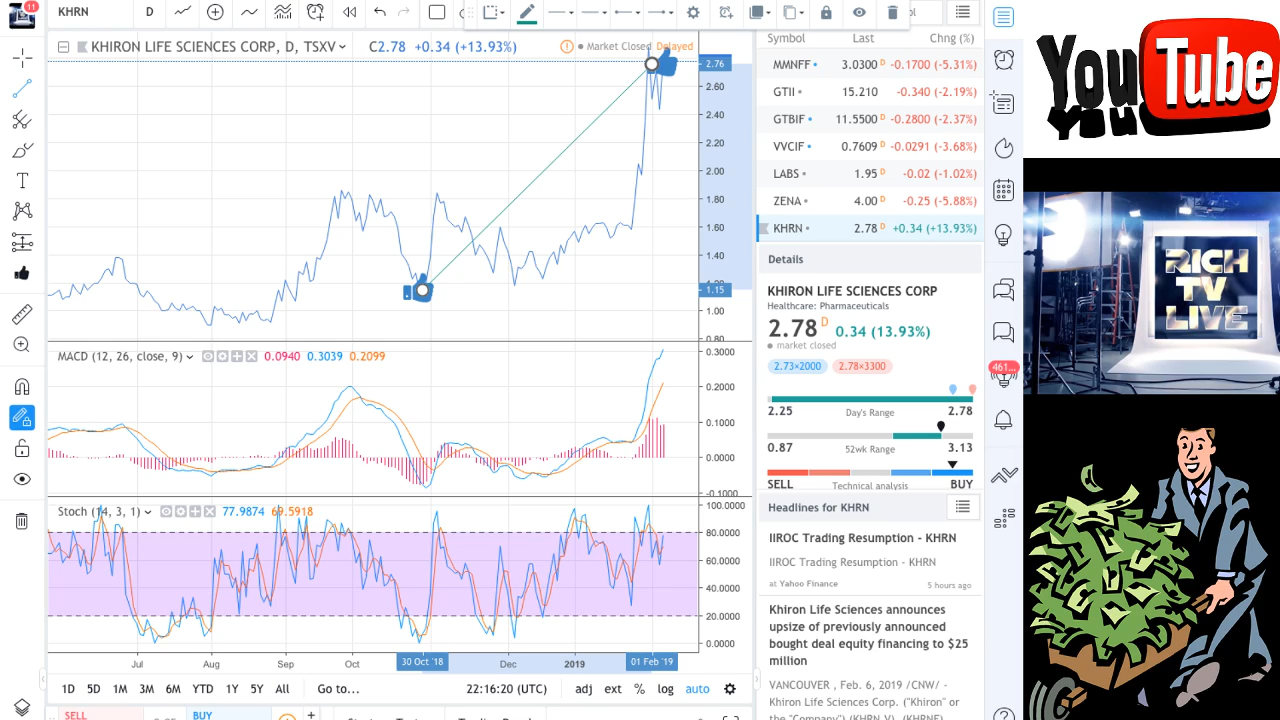 11
KHRN
D
KHIRON LIFE SCIENCES CORP, D, TSXV
C2.78 +0.34 (+13.93%)
Market Closed
Delayed
2.76
2.60
2.40
2.20
2.00
1.80
1.60
1.40
1.15
1.00
0.80
MACD (12, 26, close, 9)
0.0940 0.3039 0.2099
0.3000
0.2000
0.1000
0.0000
-0.1000
Stoch (14, 3, 1)
77.9874 69.5918
100.0000
80.0000
60.0000
40.0000
20.0000
0.0000
Jul Aug Sep Oct 30 Oct '18 Dec 2019 01 Feb '19
1D 5D 1M 3M 6M YTD 1Y 5Y All Go to...
22:16:20 (UTC) adj ext % log auto
SELL
BUY
Symbol Last Chng (%)
MMNFF 3.0300 D -0.1700 (-5.31%)
GTII 15.210 -0.340 (-2.19%)
GTBIF 11.5500 D -0.2800 (-2.37%)
VVCIF 0.7609 D -0.0291 (-3.68%)
LABS 1.95 D -0.02 (-1.02%)
ZENA 4.00 D -0.25 (-5.88%)
KHRN 2.78 D +0.34 (+13.93%)
Details
KHIRON LIFE SCIENCES CORP
Healthcare: Pharmaceuticals
2.78 D 0.34 (13.93%)
market closed
2.73×2000 2.78×3300
2.25 Day's Range 2.78
0.87 52wk Range 3.13
SELL Technical analysis BUY
Headlines for KHRN
IIROC Trading Resumption - KHRN
IIROC Trading Resumption - KHRN
at Yahoo Finance 5 hours ago
Khiron Life Sciences announces
upsize of previously announced
bought deal equity financing to $25
million
VANCOUVER , Feb. 6, 2019 /CNW/ -
Khiron Life Sciences Corp. ("Khiron" or
the "Company") (KHRN.V), (KHRNF),
461...
YouTube
You
RICH
TV
LIVE